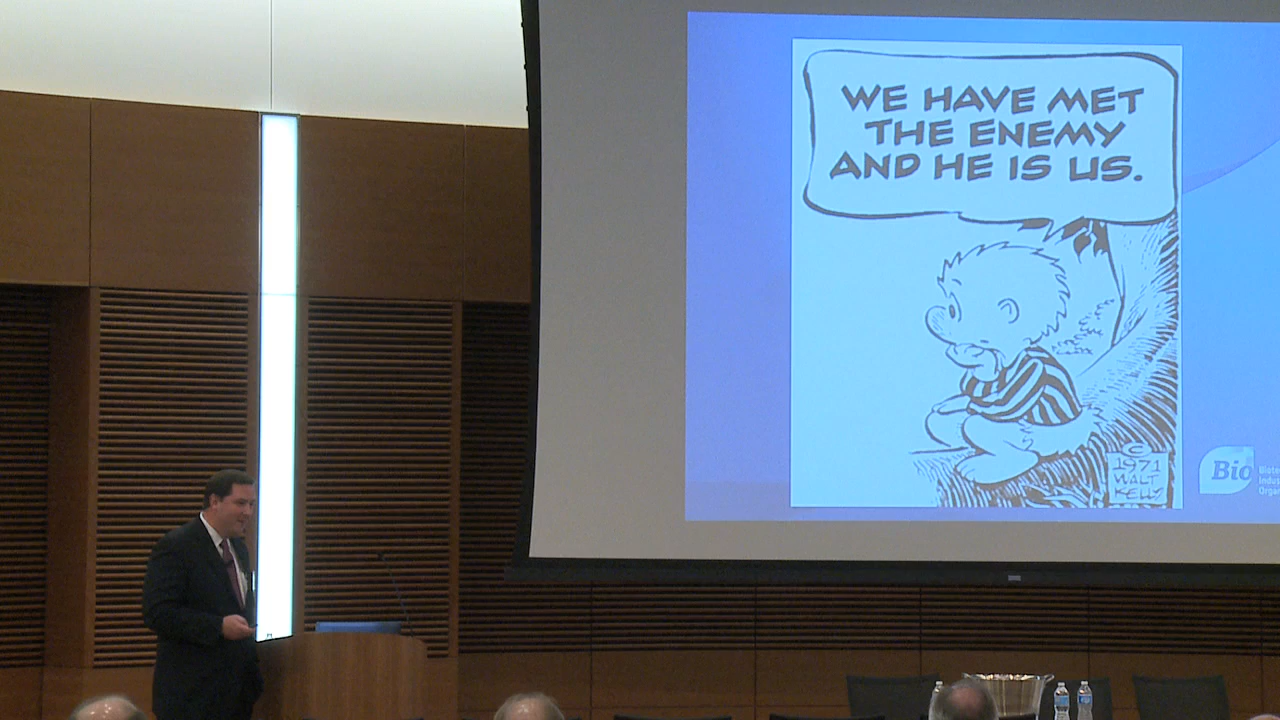 WE HAVE MET
THE ENEMY
AND HE IS US.
©
1971
WALT
KELLY
Bio